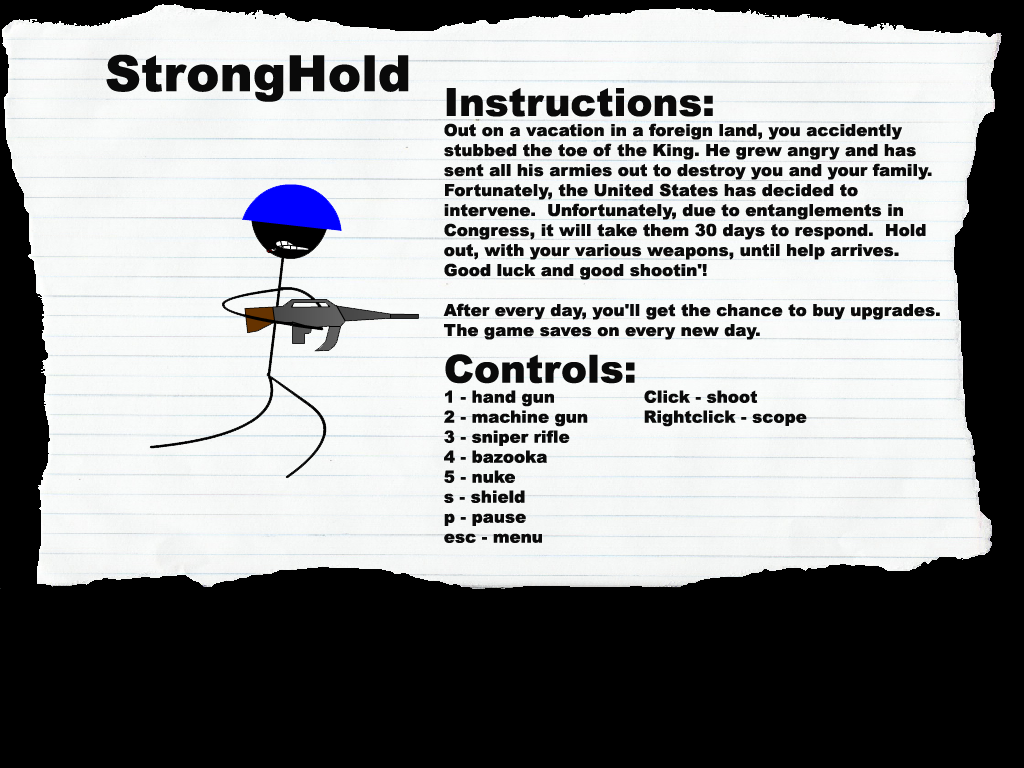 StrongHold
Instructions:
Out on a vacation in a foreign land, you accidently
stubbed the toe of the King. He grew angry and has
sent all his armies out to destroy you and your family.
Fortunately, the United States has decided to
intervene.  Unfortunately, due to entanglements in
Congress, it will take them 30 days to respond.  Hold
out, with your various weapons, until help arrives.
Good luck and good shootin'!
After every day, you'll get the chance to buy upgrades.
The game saves on every new day.
Controls:
1 - hand gun
2 - machine gun
3 - sniper rifle
4 - bazooka
5 - nuke
s - shield
p - pause
esc - menu
Click - shoot
Rightclick - scope